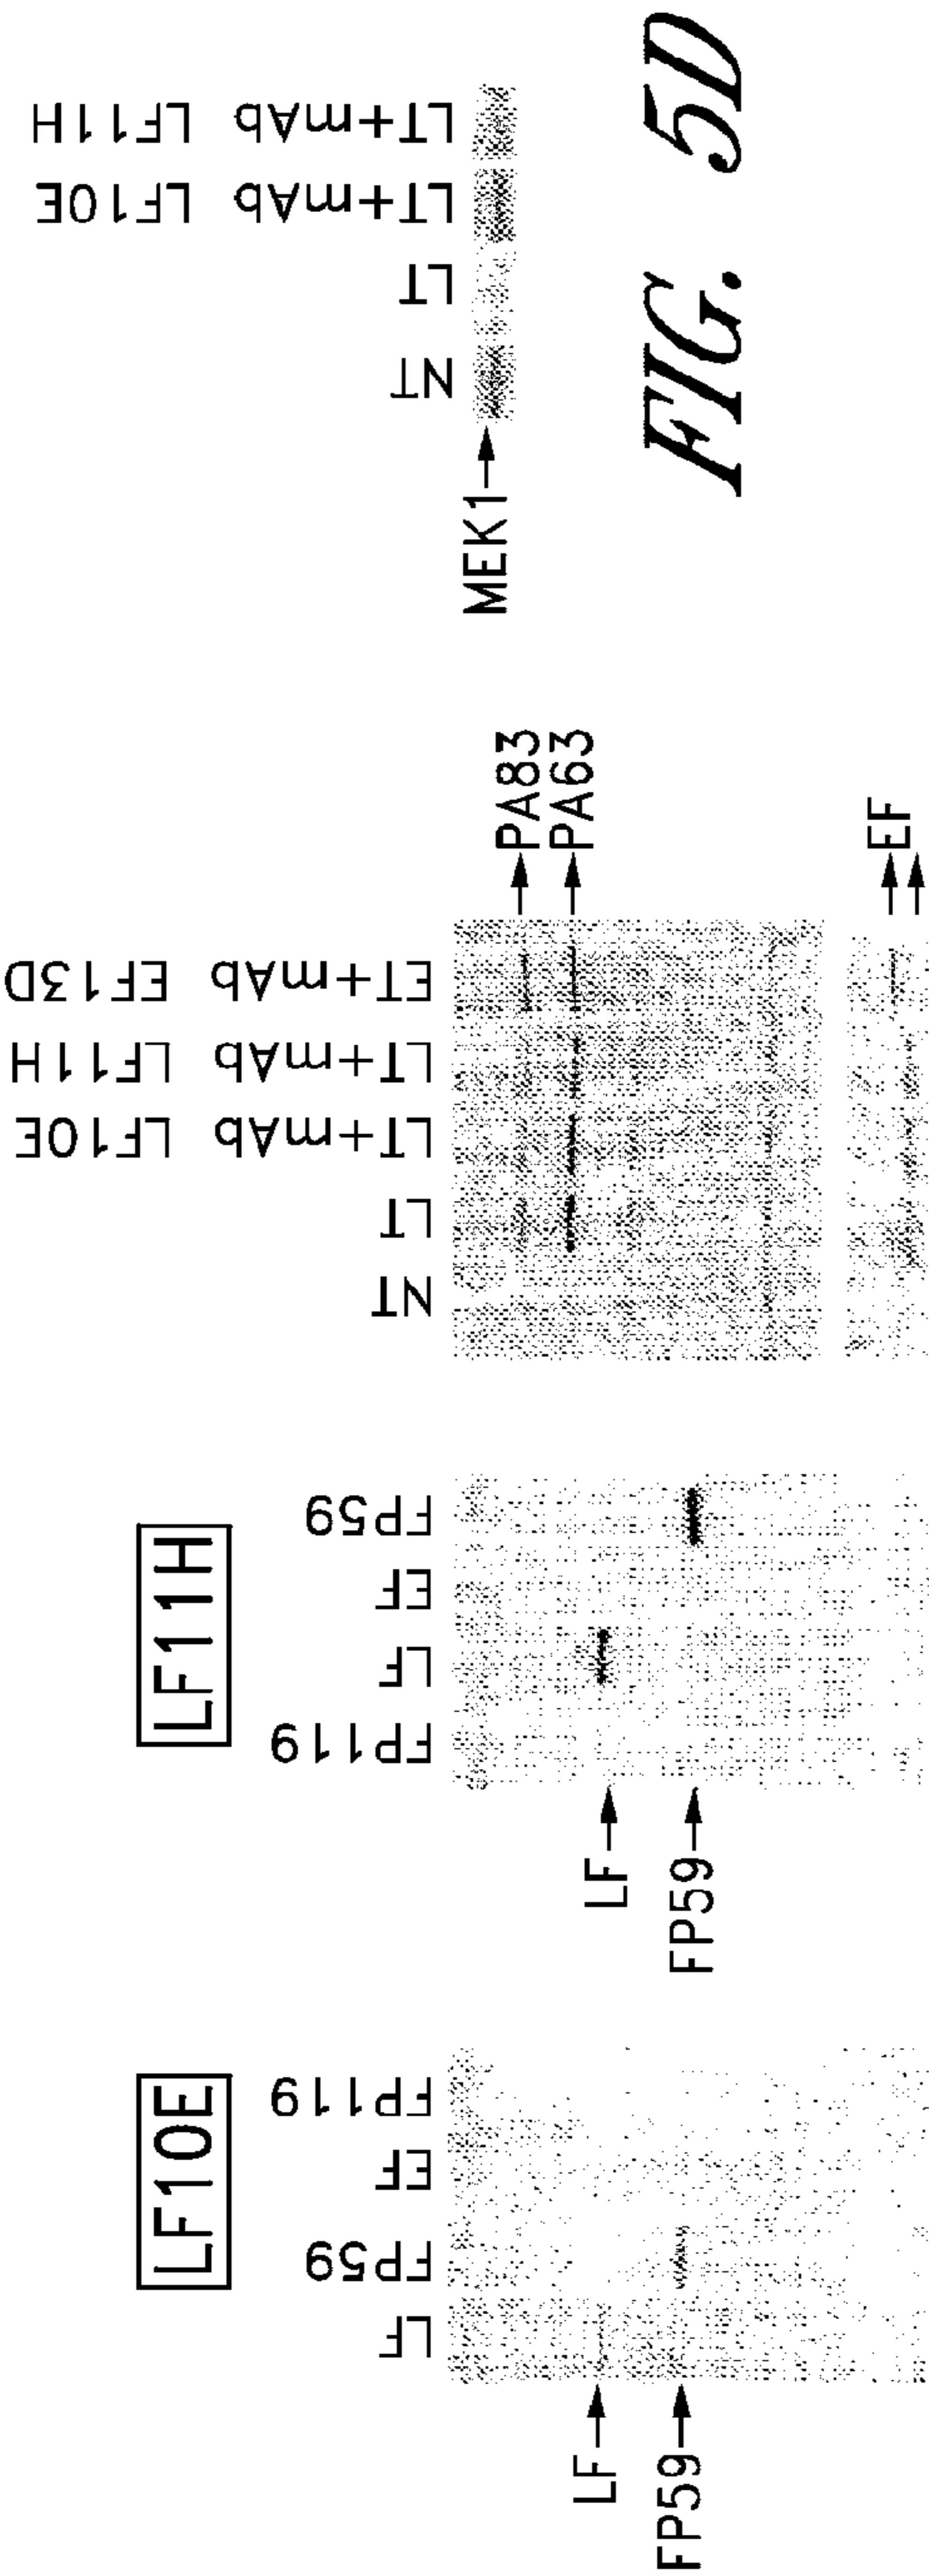 LF10E
LF
FP59
EF
FP119
LF
FP59
LF11H
FP119
LF
EF
FP59
LF
FP59
NT
LT
LT+mAb LF10E
LT+mAb LF11H
ET+mAb EF13D
PA83
PA63
EF
NT
LT
LT+mAb LF10E
LT+mAb LF11H
MEK1
FIG. 5D